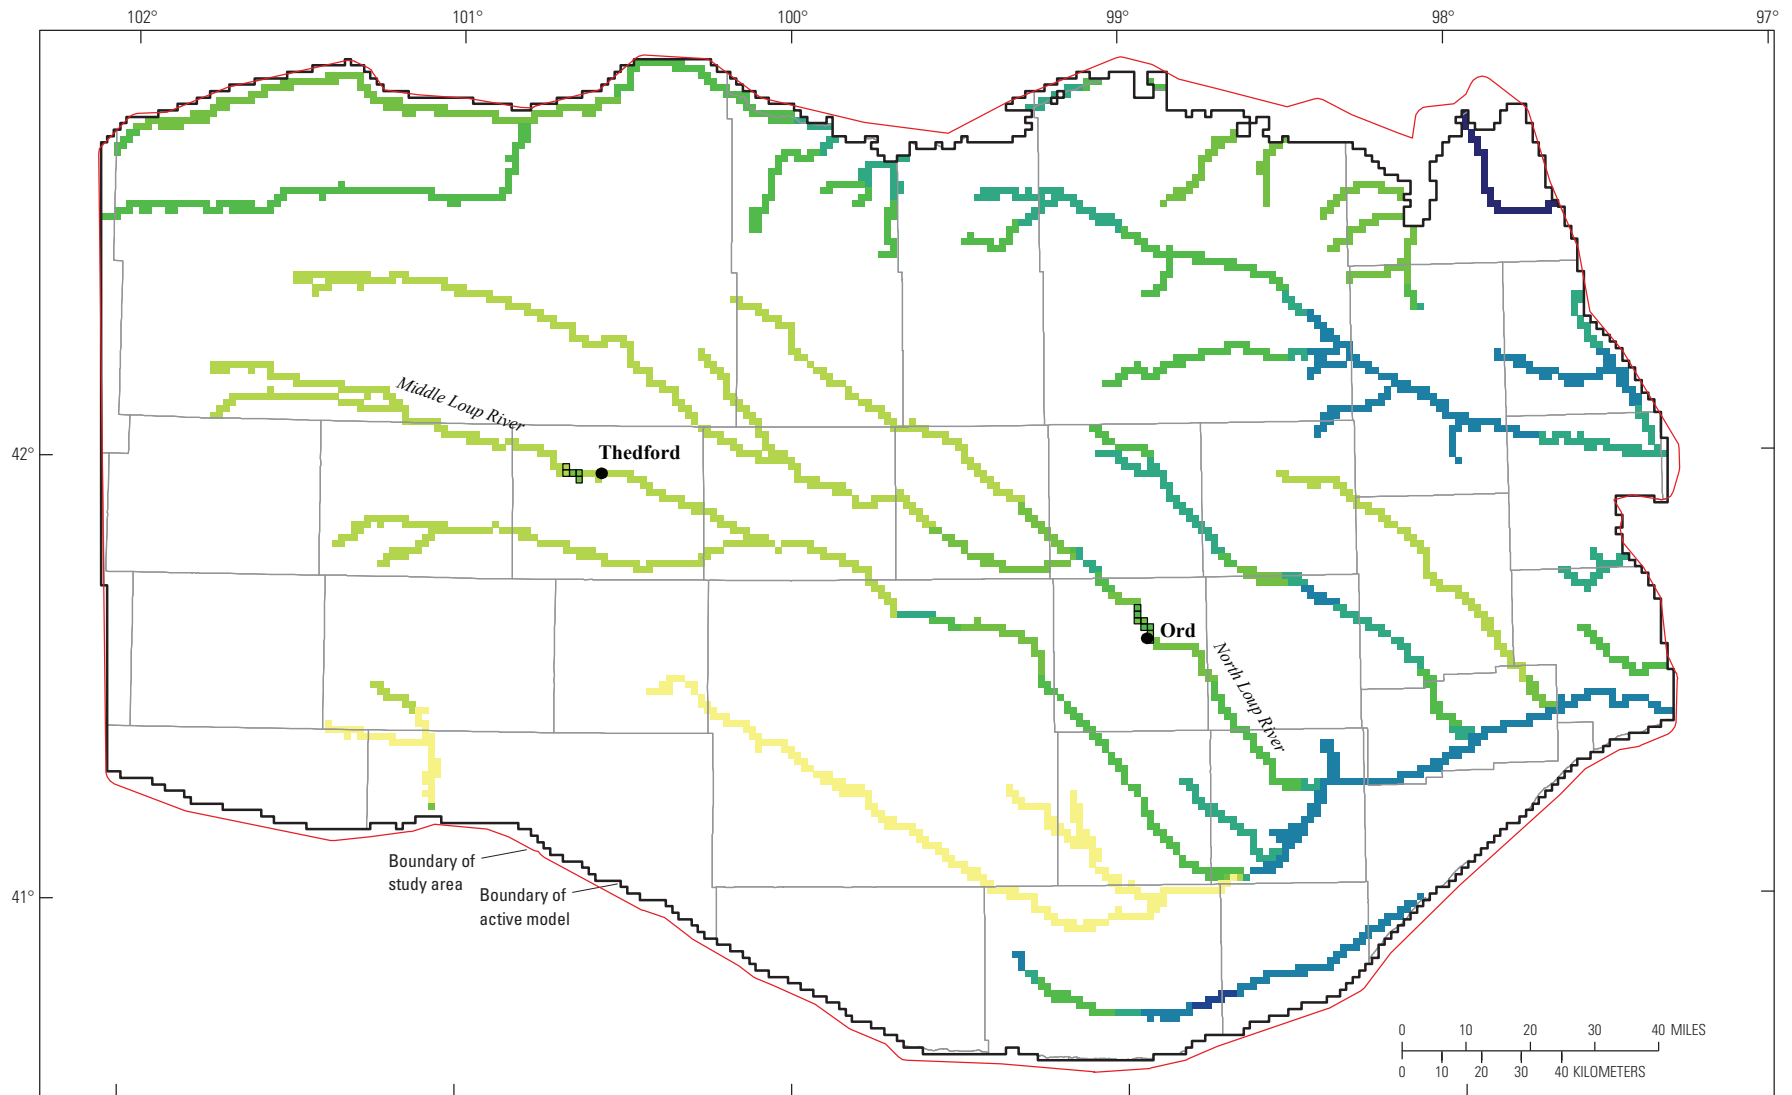 102° 101° 100° 99° 98° 97°
Middle Loup River
42°
Thedford
Ord
North Loup River
Boundary of
study area
Boundary of
active model
41°
0 10 20 30 40 MILES
0 10 20 30 40 KILOMETERS